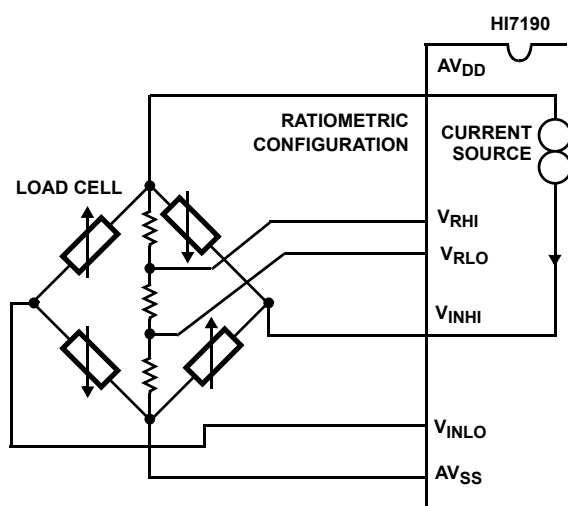 HI7190
AVDD
RATIOMETRIC
CONFIGURATION
CURRENT
SOURCE
LOAD CELL
VRHI
VRLO
VINHI
VINLO
AVSS